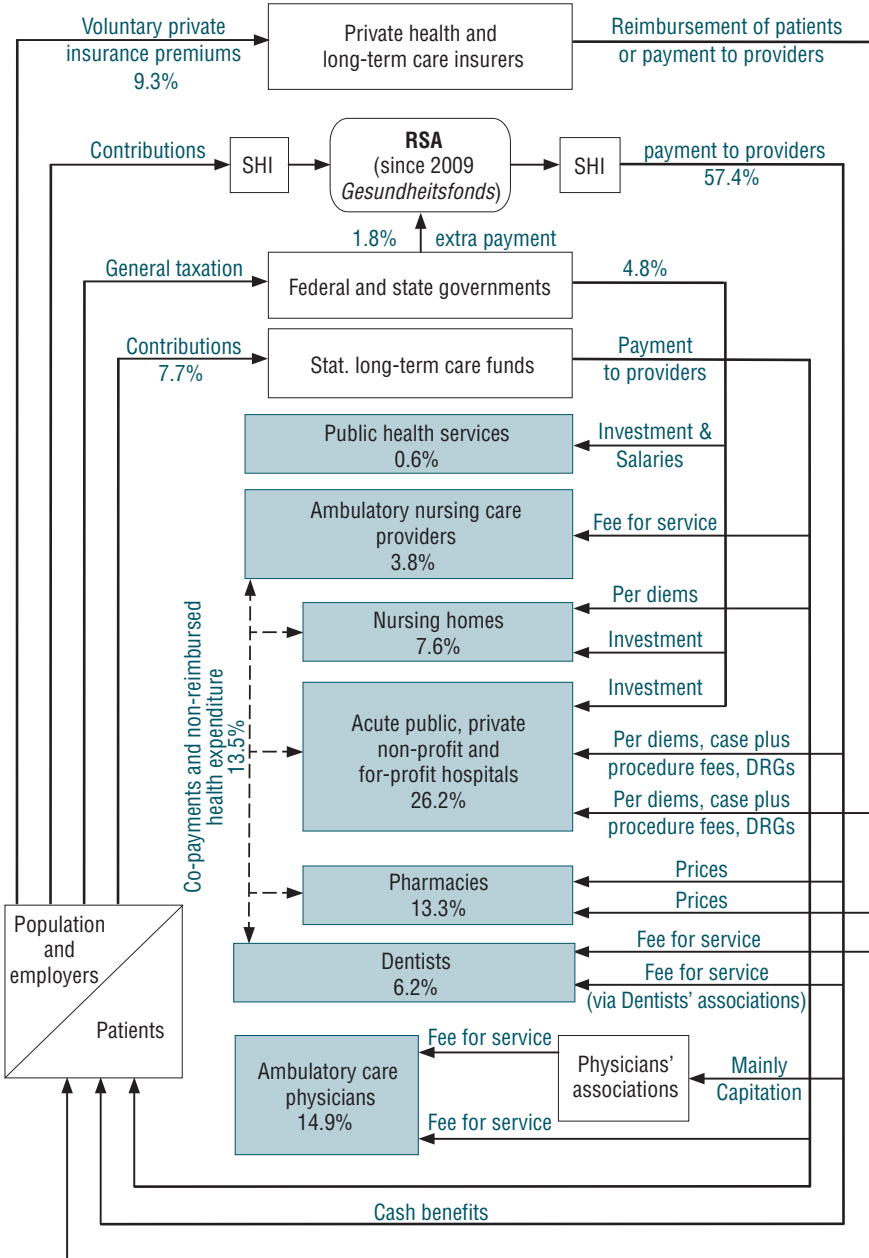 Voluntary private
insurance premiums
9.3%
Private health and
long-term care insurers
Reimbursement of patients
or payment to providers
Contributions
SHI
RSA
(since 2009
Gesundheitsfonds)
SHI
payment to providers
57.4%
1.8% extra payment
General taxation
Federal and state governments
4.8%
Contributions
7.7%
Stat. long-term care funds
Payment
to providers
Public health services
0.6%
Investment &
Salaries
Ambulatory nursing care
providers
3.8%
Fee for service
Co-payments and non-reimbursed
health expenditure
13.5%
Nursing homes
7.6%
Per diems
Investment
Acute public, private
non-profit and
for-profit hospitals
26.2%
Investment
Per diems, case plus
procedure fees, DRGs
Per diems, case plus
procedure fees, DRGs
Pharmacies
13.3%
Prices
Prices
Dentists
6.2%
Fee for service
Fee for service
(via Dentists’ associations)
Population
and
employers
Patients
Ambulatory care
physicians
14.9%
Fee for service
Fee for service
Physicians’
associations
Mainly
Capitation
Cash benefits